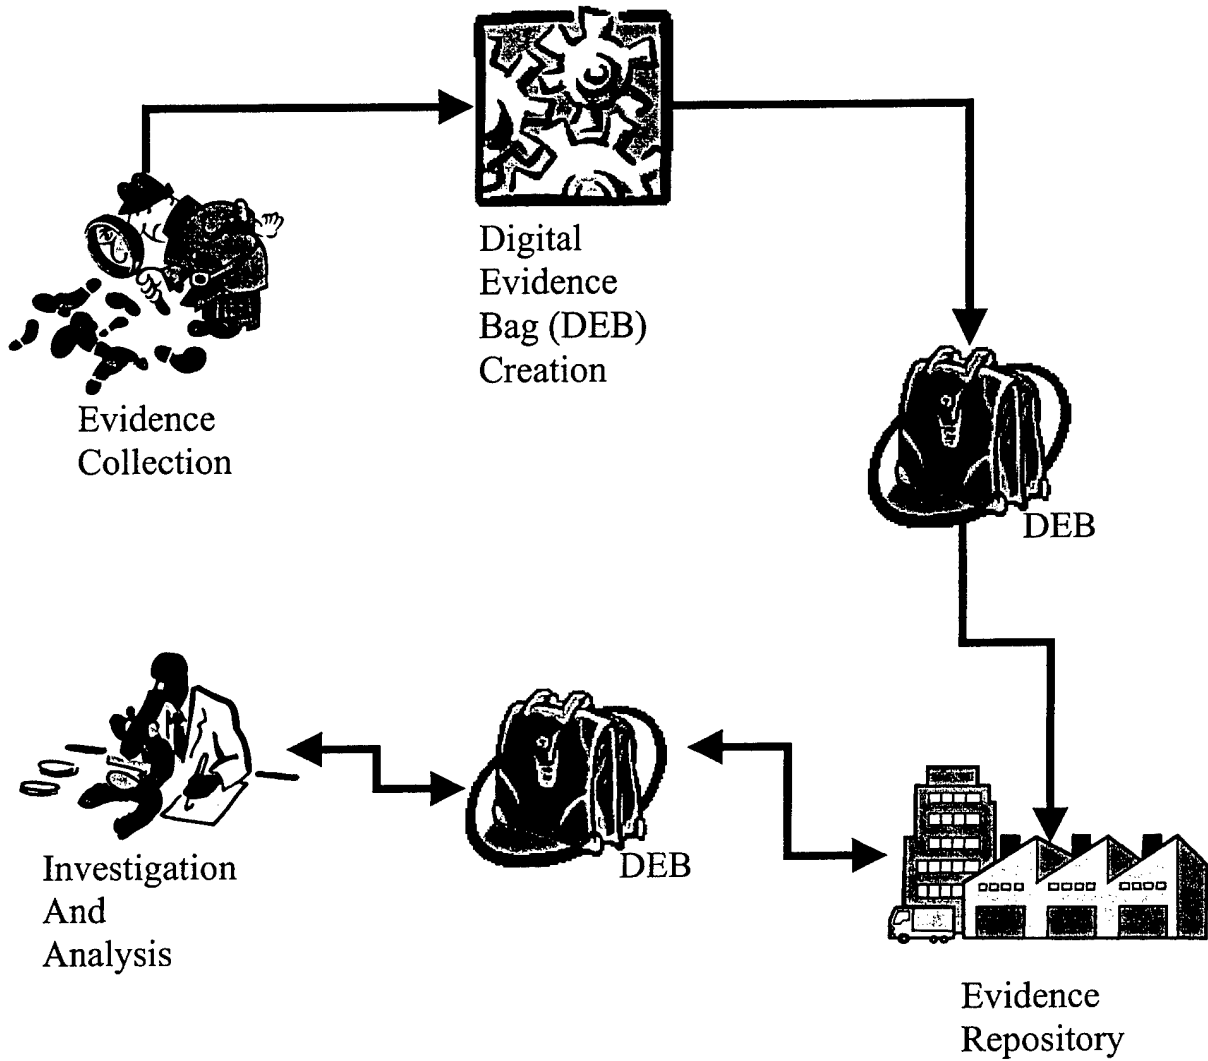 Digital
Evidence
Bag (DEB)
Creation
Evidence
Collection
DEB
Investigation
And
Analysis
DEB
Evidence
Repository